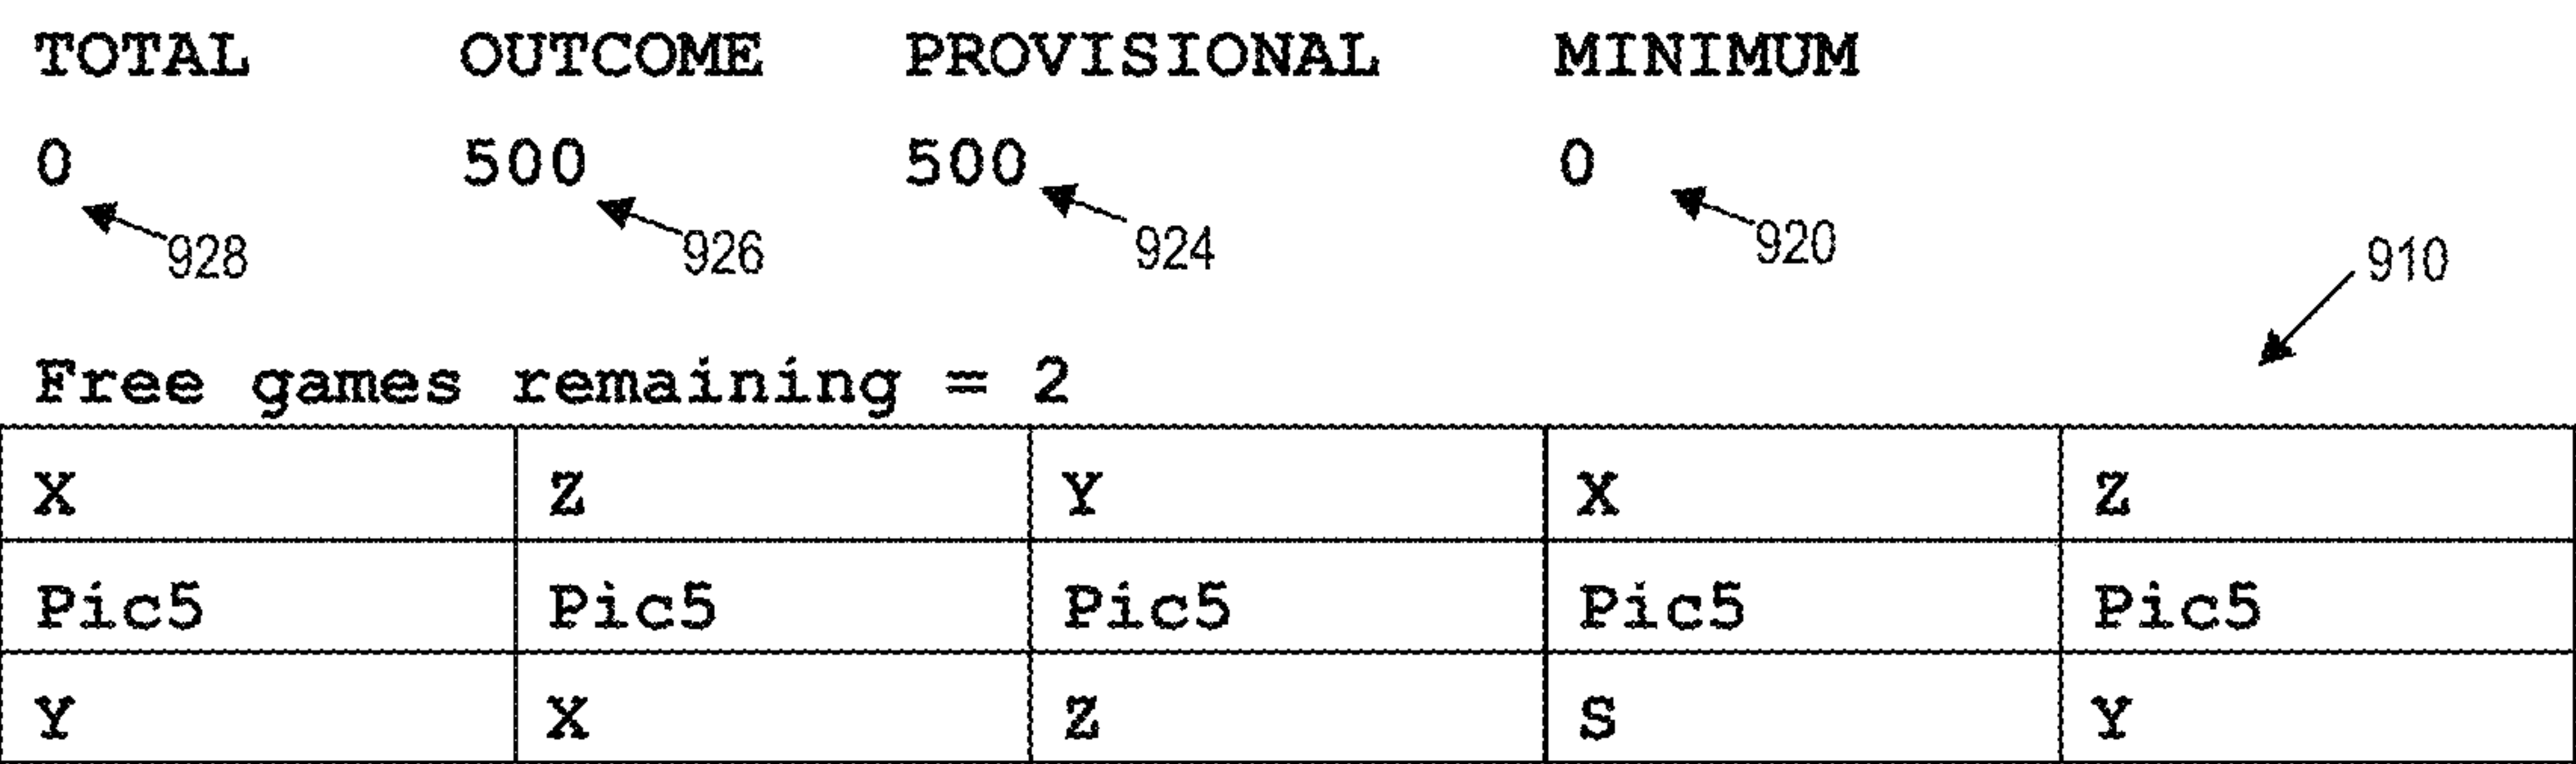 TOTAL OUTCOME PROVISIONAL MINIMUM
0 500 500 0
928 926 924 920 910
Free games remaining = 2
X Z Y X Z
Pic5 Pic5 Pic5 Pic5 Pic5
Y X Z S Y